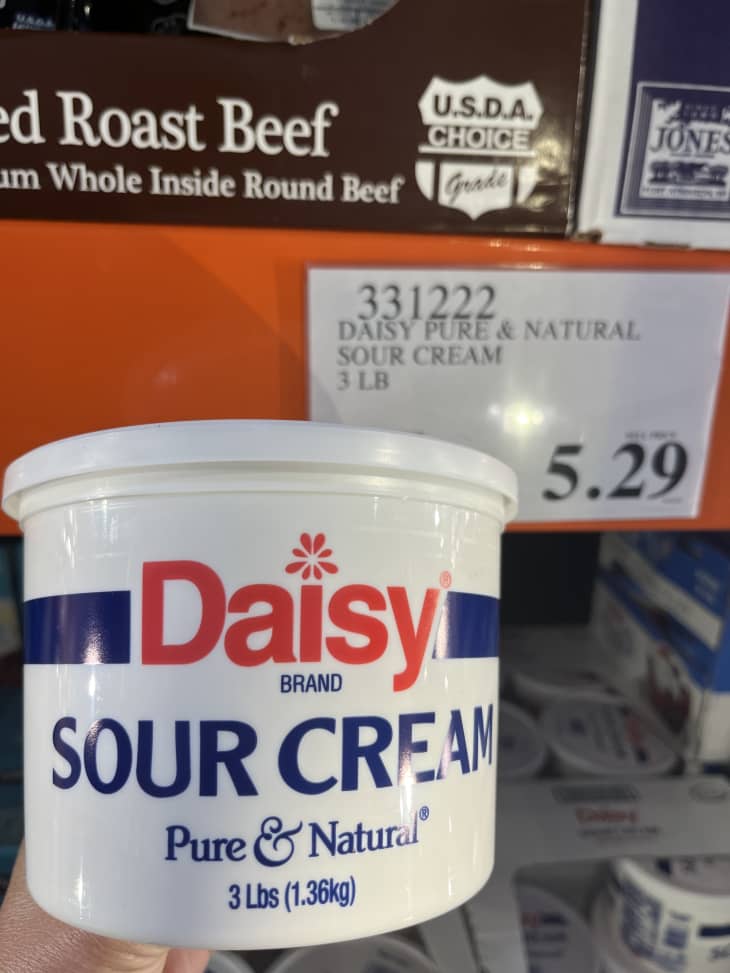 ed Roast Beef
um Whole Inside Round Beef
U.S.D.A.
CHOICE
Grade
JONES
331222
DAISY PURE & NATURAL
SOUR CREAM
3 LB
5.29
Daisy®
BRAND
SOUR CREAM
Pure & Natural®
3 Lbs (1.36kg)